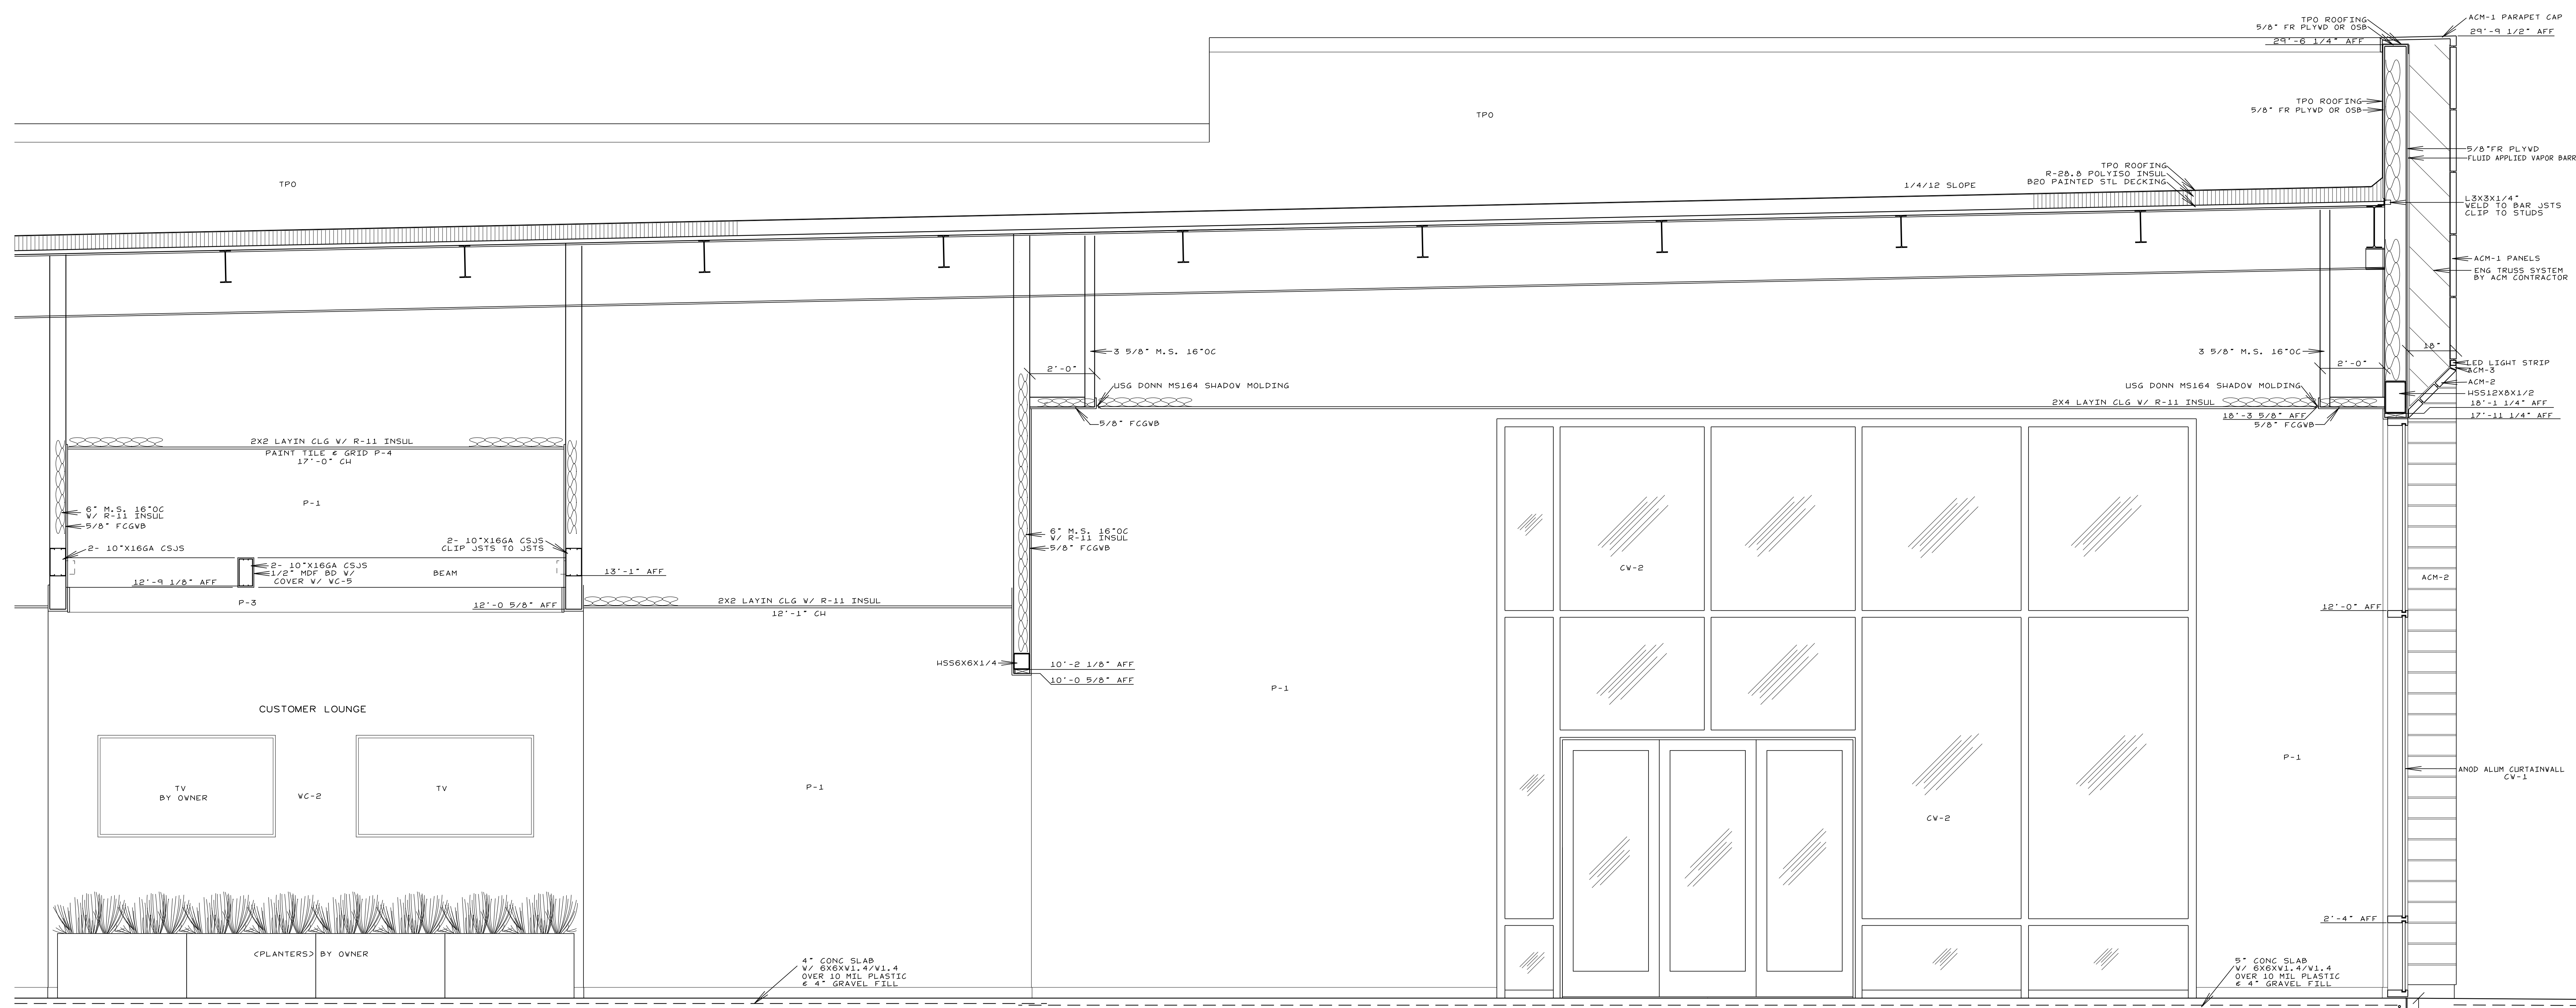 TPO ROOFING
5/8" FR PLYWD OR OSB
29'-6 1/4" AFF
ACM-1 PARAPET CAP
29'-9 1/2" AFF
TPO
TPO ROOFING
5/8" FR PLYWD OR OSB
5/8"FR PLYWD
FLUID APPLIED VAPOR BARR
TPO
TPO ROOFING
R-28.8 POLYISO INSUL
B20 PAINTED STL DECKING
1/4/12 SLOPE
L3X3X1/4"
WELD TO BAR JSTS
CLIP TO STUDS
ACM-1 PANELS
ENG TRUSS SYSTEM
BY ACM CONTRACTOR
3 5/8" M.S. 16"OC
2'-0"
USG DONN MS164 SHADOW MOLDING
5/8" FCGWB
3 5/8" M.S. 16"OC
2'-0"
18"
USG DONN MS164 SHADOW MOLDING
2X4 LAYIN CLG W/ R-11 INSUL
18'-3 5/8" AFF
5/8" FCGWB
LED LIGHT STRIP
ACM-3
ACM-2
HSS12X8X1/2
18'-1 1/4" AFF
17'-11 1/4" AFF
2X2 LAYIN CLG W/ R-11 INSUL
PAINT TILE & GRID P-4
17'-0" CH
P-1
6" M.S. 16"OC
W/ R-11 INSUL
5/8" FCGWB
2- 10"X16GA CSJS
2- 10"X16GA CSJS
CLIP JSTS TO JSTS
2- 10"X16GA CSJS
1/2" MDF BD W/
COVER W/ WC-5
BEAM
12'-9 1/8" AFF
13'-1" AFF
P-3
12'-0 5/8" AFF
2X2 LAYIN CLG W/ R-11 INSUL
12'-1" CH
6" M.S. 16"OC
W/ R-11 INSUL
5/8" FCGWB
HSS6X6X1/4
10'-2 1/8" AFF
10'-0 5/8" AFF
CW-2
ACM-2
12'-0" AFF
P-1
CUSTOMER LOUNGE
TV
BY OWNER
WC-2
TV
P-1
P-1
CW-2
ANOD ALUM CURTAINWALL
CW-1
2'-4" AFF
(PLANTERS) BY OWNER
4" CONC SLAB
W/ 6X6XW1.4/W1.4
OVER 10 MIL PLASTIC
& 4" GRAVEL FILL
5" CONC SLAB
W/ 6X6XW1.4/W1.4
OVER 10 MIL PLASTIC
& 4" GRAVEL FILL